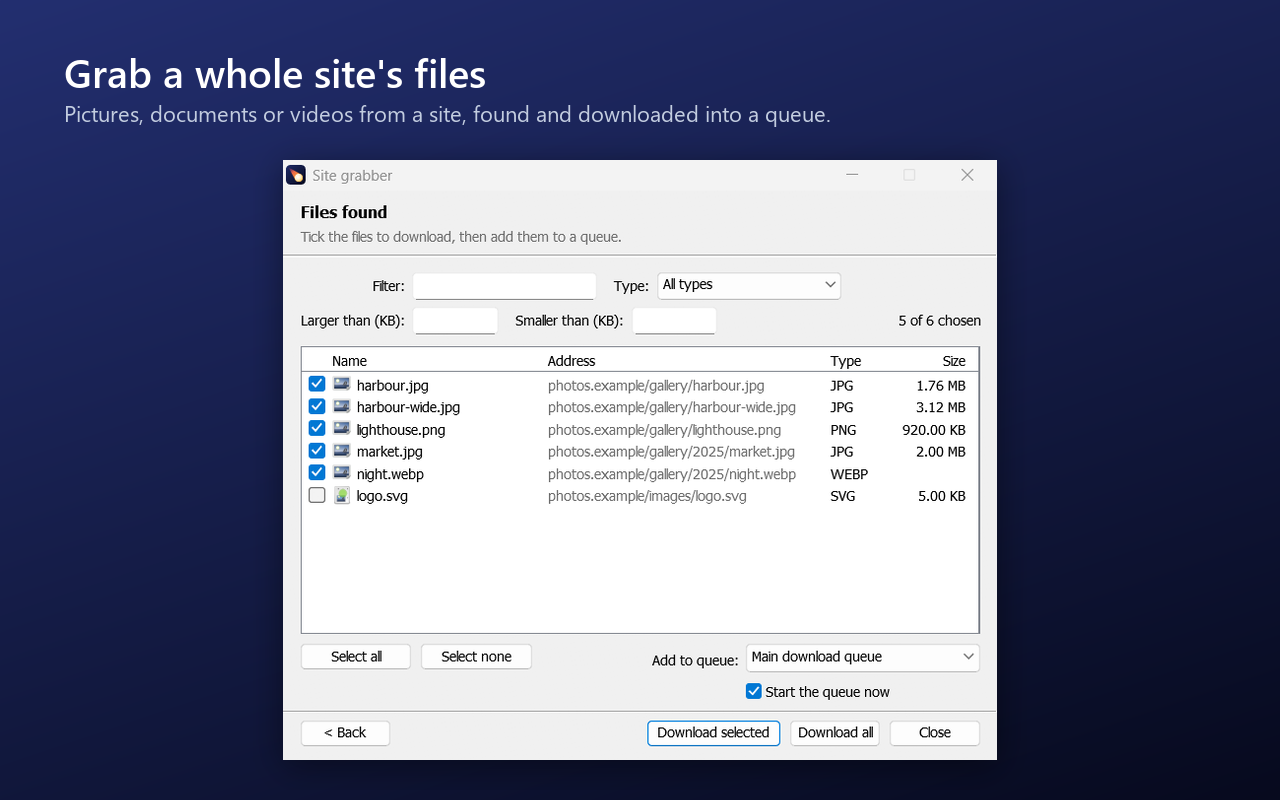 Grab a whole site's files
Pictures, documents or videos from a site, found and downloaded into a queue.
Site grabber
Files found
Tick the files to download, then add them to a queue.
Filter: Type: All types
Larger than (KB): Smaller than (KB): 5 of 6 chosen
Name Address Type Size
harbour.jpg photos.example/gallery/harbour.jpg JPG 1.76 MB
harbour-wide.jpg photos.example/gallery/harbour-wide.jpg JPG 3.12 MB
lighthouse.png photos.example/gallery/lighthouse.png PNG 920.00 KB
market.jpg photos.example/gallery/2025/market.jpg JPG 2.00 MB
night.webp photos.example/gallery/2025/night.webp WEBP
logo.svg photos.example/images/logo.svg SVG 5.00 KB
Select all Select none Add to queue: Main download queue
Start the queue now
< Back Download selected Download all Close